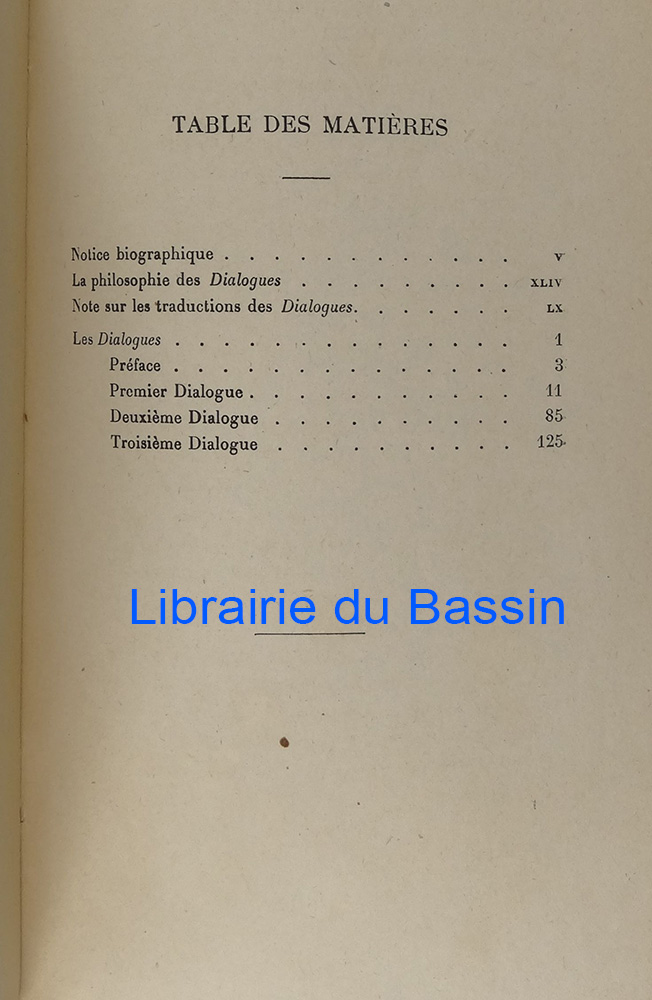 TABLE DES MATIÈRES
Notice biographique . . . . . . . . . . . . V
La philosophie des Dialogues . . . . . . . . . XLIV
Note sur les traductions des Dialogues. . . . . . . LX
Les Dialogues . . . . . . . . . . . . . . 1
Préface . . . . . . . . . . . . . . 3
Premier Dialogue . . . . . . . . . . . 11
Deuxième Dialogue . . . . . . . . . . 85
Troisième Dialogue . . . . . . . . . . 125
Librairie du Bassin